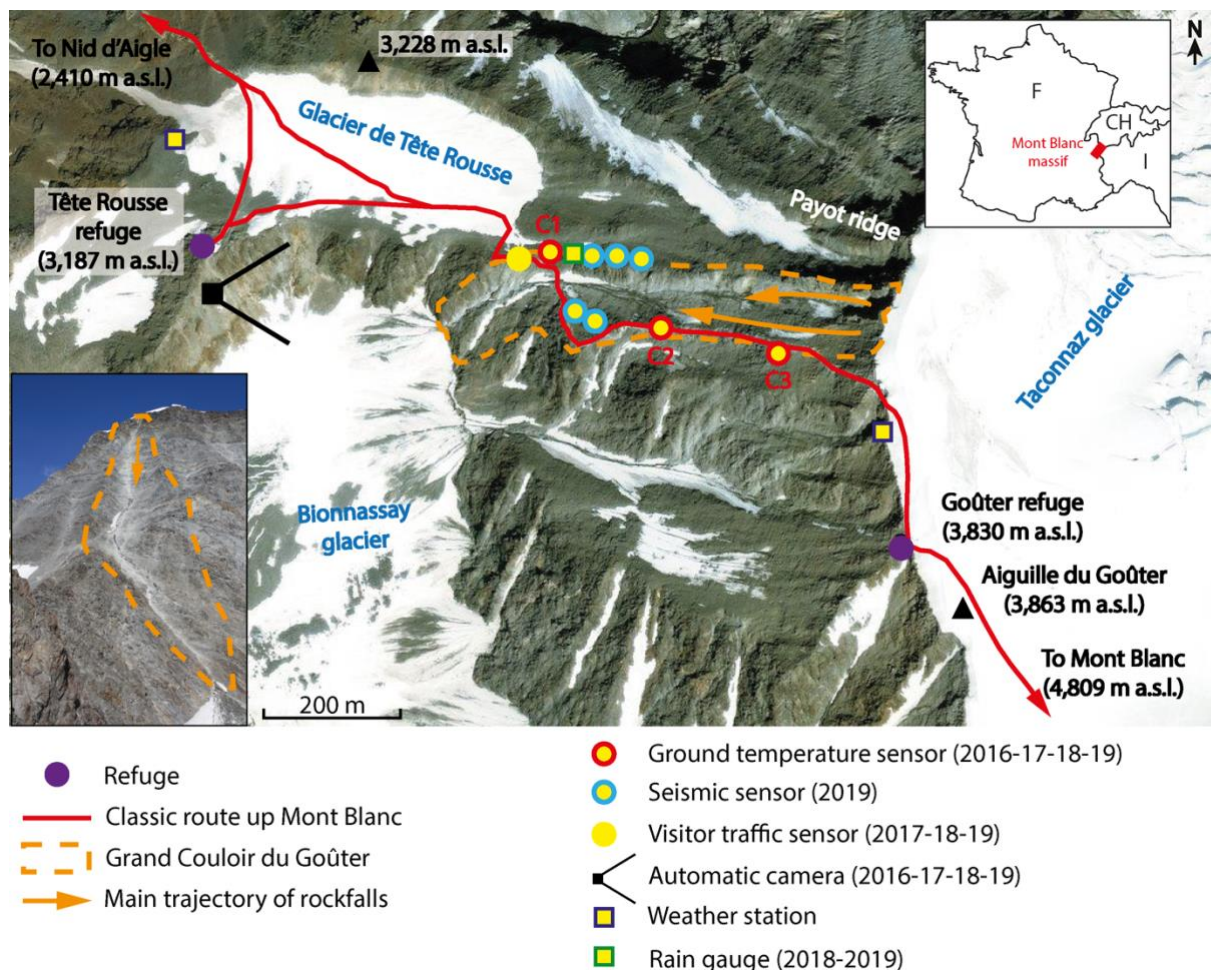 To Nid d'Aigle
(2,410 m a.s.l.)
3,228 m a.s.l.
N
F
CH
Mont Blanc
massif
I
Glacier de Tête Rousse
Tête Rousse
refuge
(3,187 m a.s.l.)
Payot ridge
C1
C2
C3
Taconnaz glacier
Bionnassay
glacier
Goûter refuge
(3,830 m a.s.l.)
Aiguille du Goûter
(3,863 m a.s.l.)
To Mont Blanc
(4,809 m a.s.l.)
200 m
Refuge
Classic route up Mont Blanc
Grand Couloir du Goûter
Main trajectory of rockfalls
Ground temperature sensor (2016-17-18-19)
Seismic sensor (2019)
Visitor traffic sensor (2017-18-19)
Automatic camera (2016-17-18-19)
Weather station
Rain gauge (2018-2019)